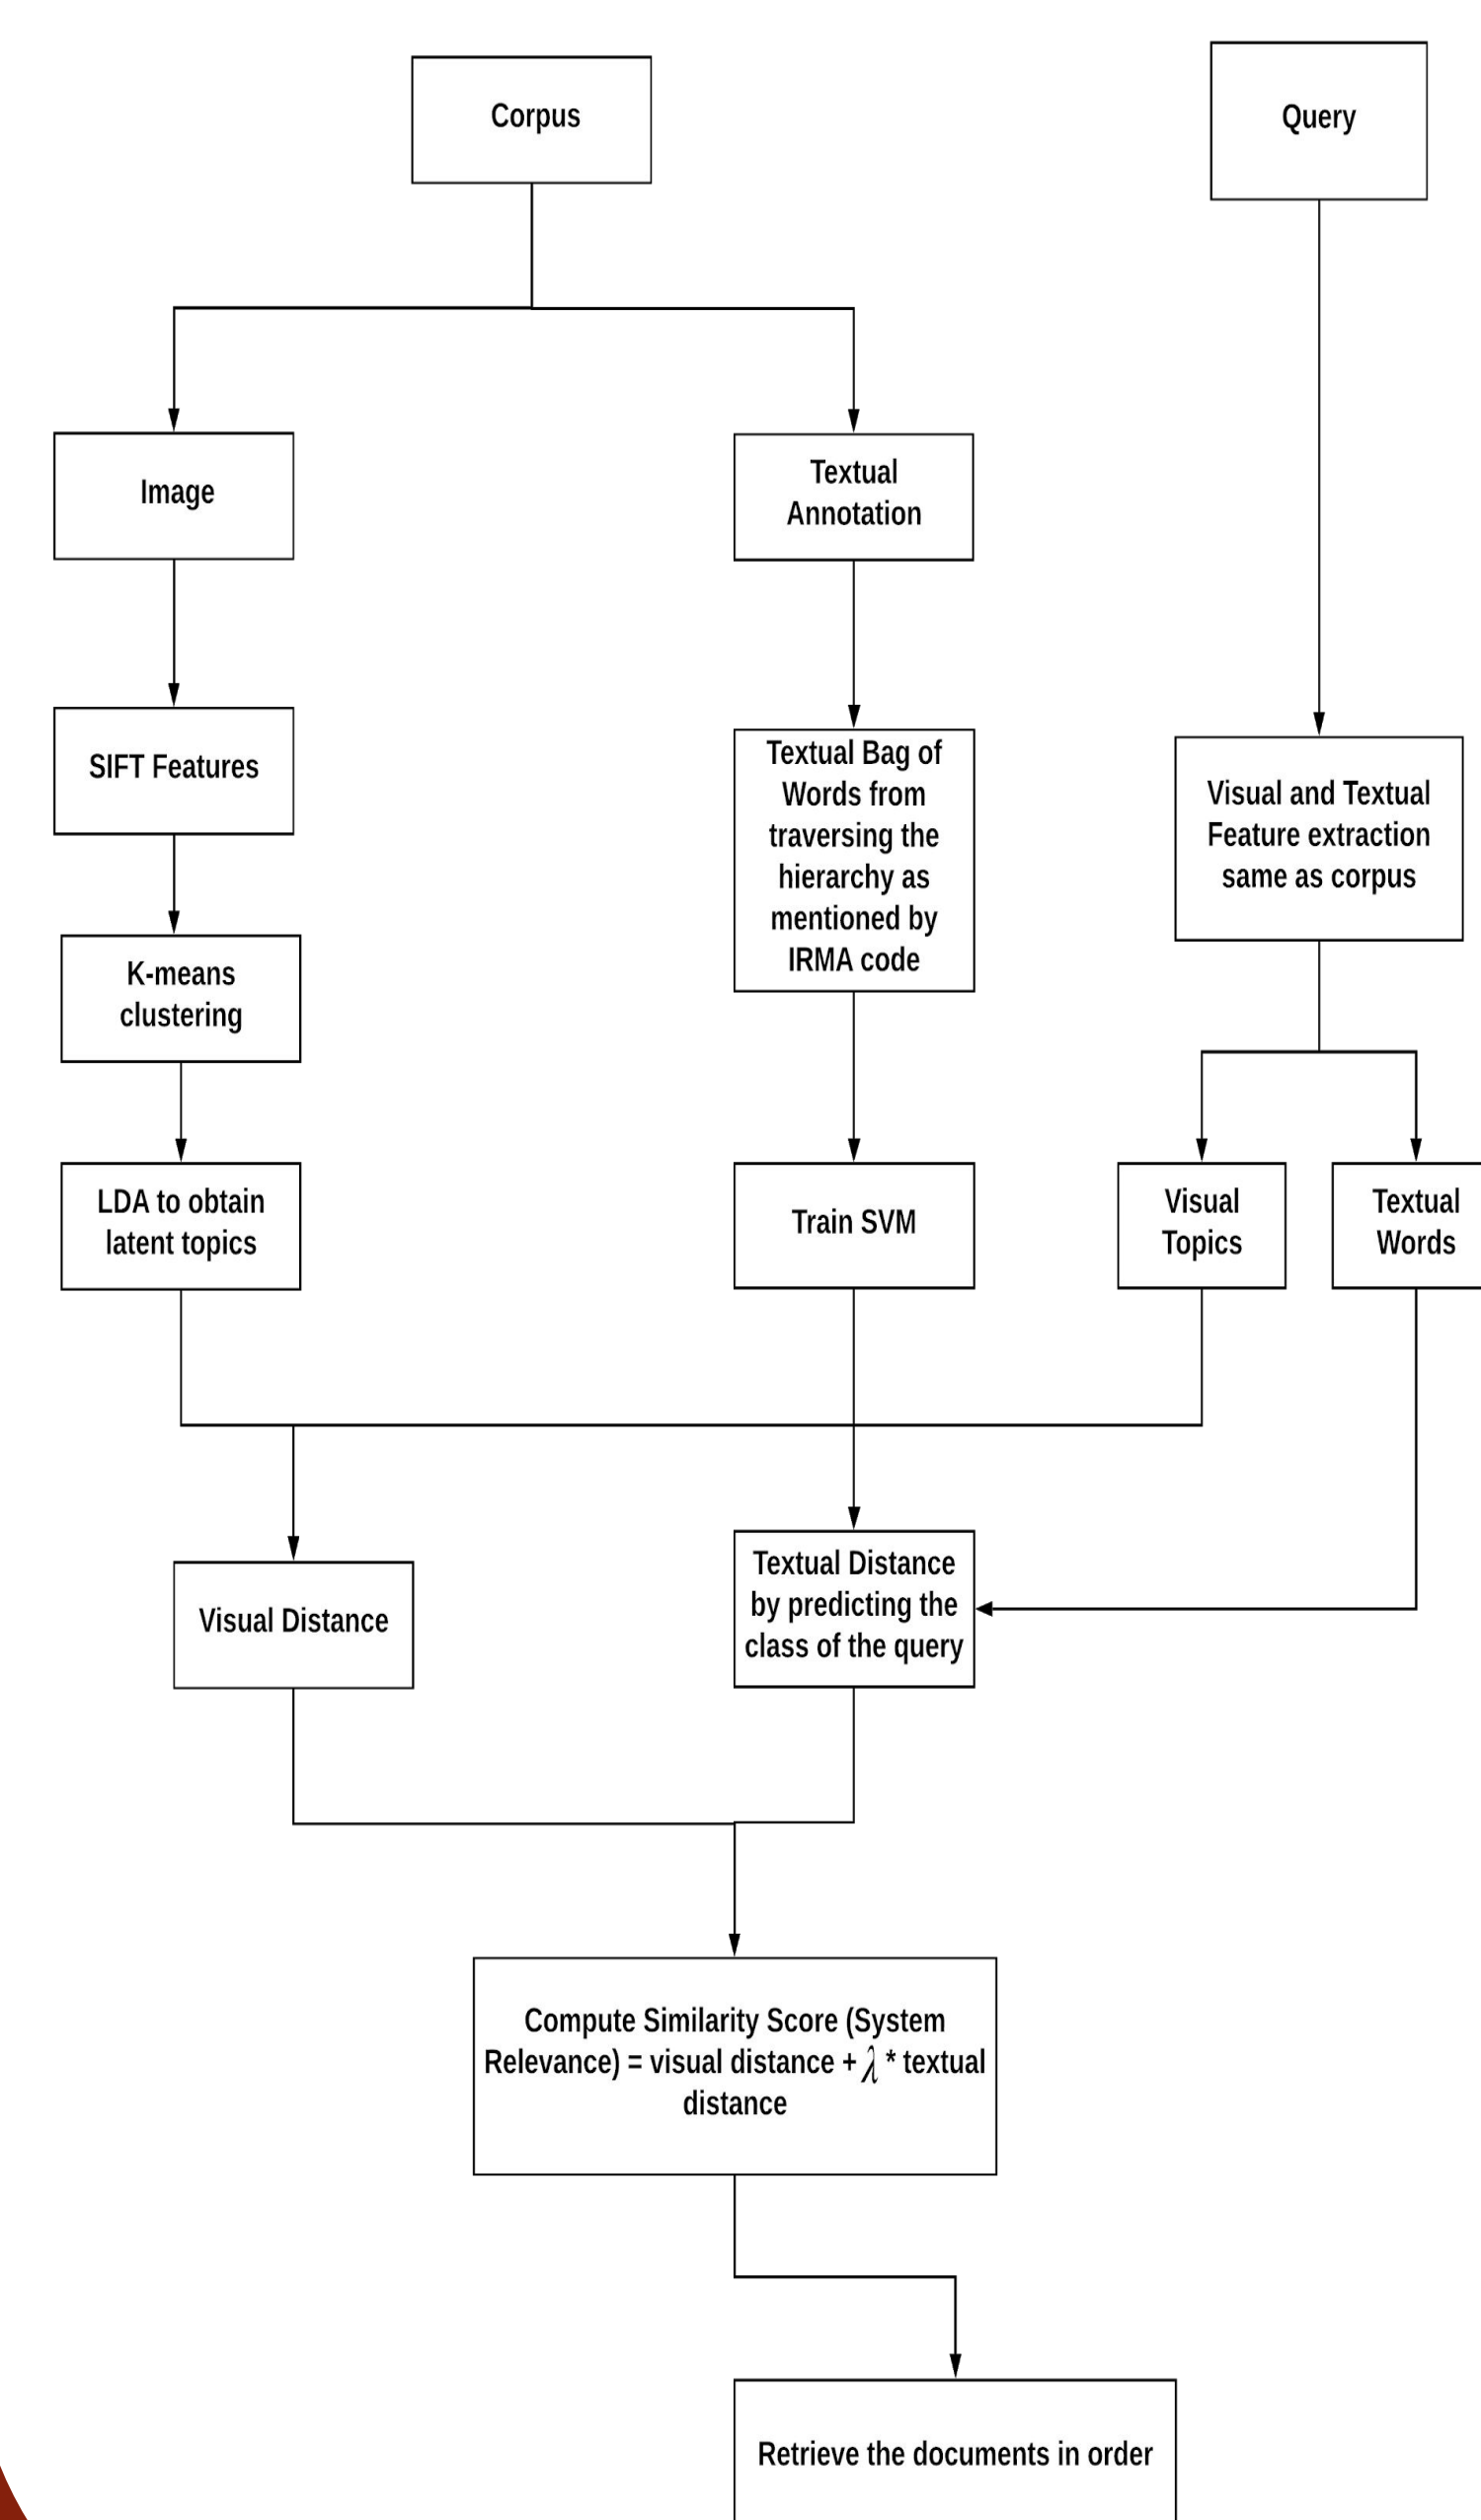 Corpus
Query
Image
Textual
Annotation
SIFT Features
Textual Bag of
Words from
traversing the
hierarchy as
mentioned by
IRMA code
Visual and Textual
Feature extraction
same as corpus
K-means
clustering
LDA to obtain
latent topics
Train SVM
Visual
Topics
Textual
Words
Visual Distance
Textual Distance
by predicting the
class of the query
Compute Similarity Score (System
Relevance) = visual distance + λ * textual
distance
Retrieve the documents in order